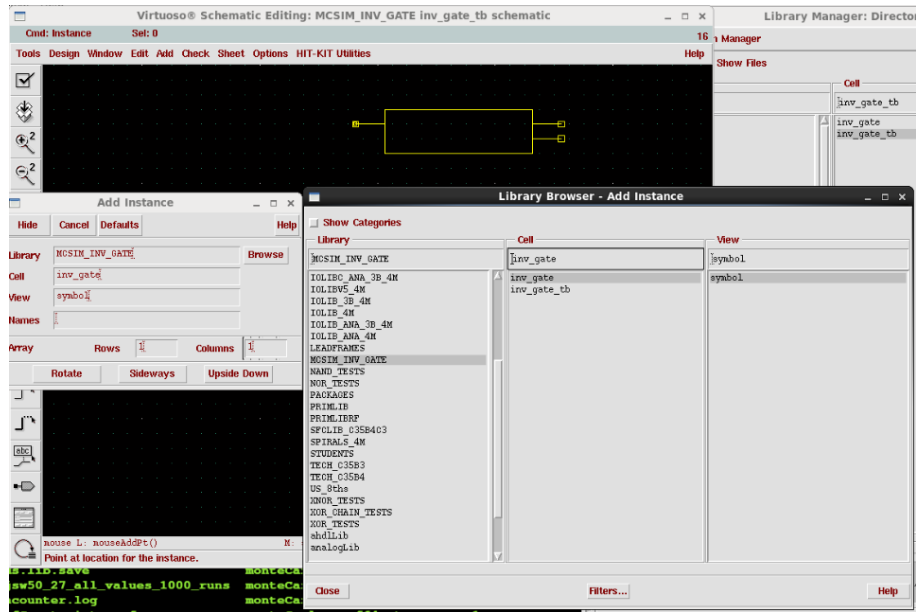 Virtuoso® Schematic Editing: MCSIM_INV_GATE inv_gate_tb schematic
Cmd: Instance Sel: 0 16
Tools Design Window Edit Add Check Sheet Options HIT-KIT Utilities Help
Library Manager: Director
Manager
Show Files
Cell
inv_gate_tb
inv_gate
inv_gate_tb
Add Instance
Hide Cancel Defaults Help
Library MCSIM_INV_GATE Browse
Cell inv_gate
View symbol
Names
Array Rows 1 Columns 1
Rotate Sideways Upside Down
abc
mouse L: mouseAddPt() M:
Point at location for the instance.
Library Browser - Add Instance
Show Categories
Library
MCSIM_INV_GATE
IOLIBC_ANA_3B_4M
IOLIBV5_4M
IOLIB_3B_4M
IOLIB_4M
IOLIB_ANA_3B_4M
IOLIB_ANA_4M
LEADFRAMES
MCSIM_INV_GATE
NAND_TESTS
NOR_TESTS
PACKAGES
PRIMLIB
PRIMLIBRF
SFCLIB_C35B4C3
SPIRALS_4M
STUDENTS
TECH_C35B3
TECH_C35B4
US_8ths
XNOR_TESTS
XOR_CHAIN_TESTS
XOR_TESTS
ahdlLib
analogLib
Cell
inv_gate
inv_gate
inv_gate_tb
View
symbol
symbol
Close Filters... Help
s.lib.save monteCa
sw50_27_all_values_1000_runs monteCa
counter.log monteCa